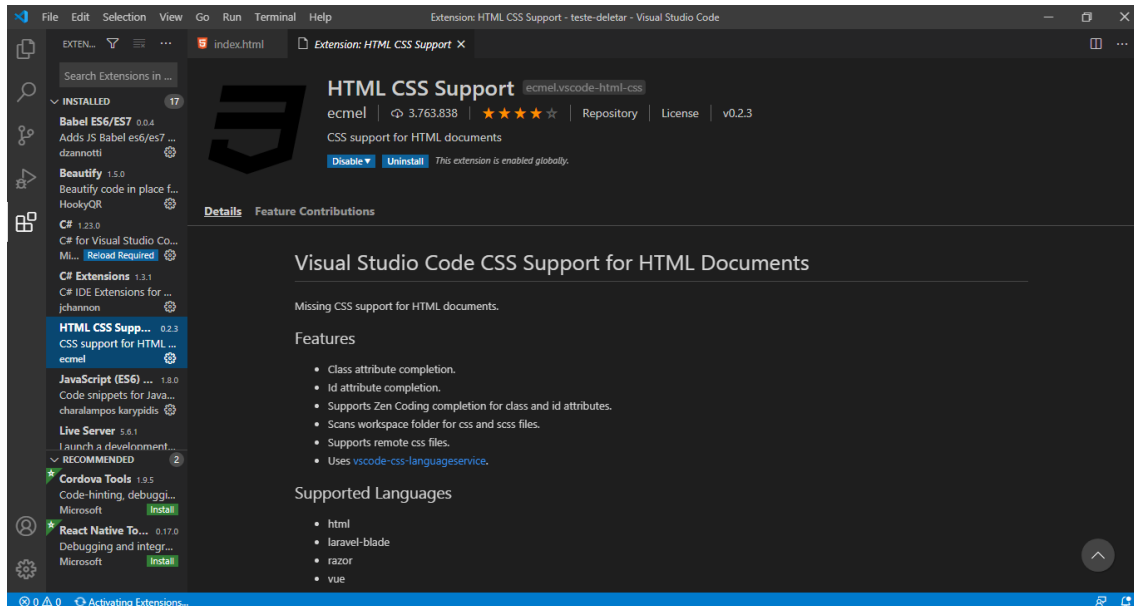 File Edit Selection View Go Run Terminal Help
Extension: HTML CSS Support - teste-deletar - Visual Studio Code
EXTEN...
index.html
Extension: HTML CSS Support
Search Extensions in ...
INSTALLED 17
Babel ES6/ES7 0.0.4
Adds JS Babel es6/es7 ...
dzannotti
Beautify 1.5.0
Beautify code in place f...
HookyQR
C# 1.23.0
C# for Visual Studio Co...
Mi... Reload Required
C# Extensions 1.3.1
C# IDE Extensions for ...
jchannon
HTML CSS Supp... 0.2.3
CSS support for HTML ...
ecmel
JavaScript (ES6) ... 1.8.0
Code snippets for Java...
charalampos karypidis
Live Server 5.6.1
Launch a development...
RECOMMENDED 2
Cordova Tools 1.9.5
Code-hinting, debuggi...
Microsoft Install
React Native To... 0.17.0
Debugging and integr...
Microsoft Install
HTML CSS Support ecmel.vscode-html-css
ecmel 3.763.838 Repository License v0.2.3
CSS support for HTML documents
Disable Uninstall This extension is enabled globally.
Details Feature Contributions
Visual Studio Code CSS Support for HTML Documents
Missing CSS support for HTML documents.
Features
Class attribute completion.
Id attribute completion.
Supports Zen Coding completion for class and id attributes.
Scans workspace folder for css and scss files.
Supports remote css files.
Uses vscode-css-languageservice.
Supported Languages
html
laravel-blade
razor
vue
0 0 Activating Extensions...